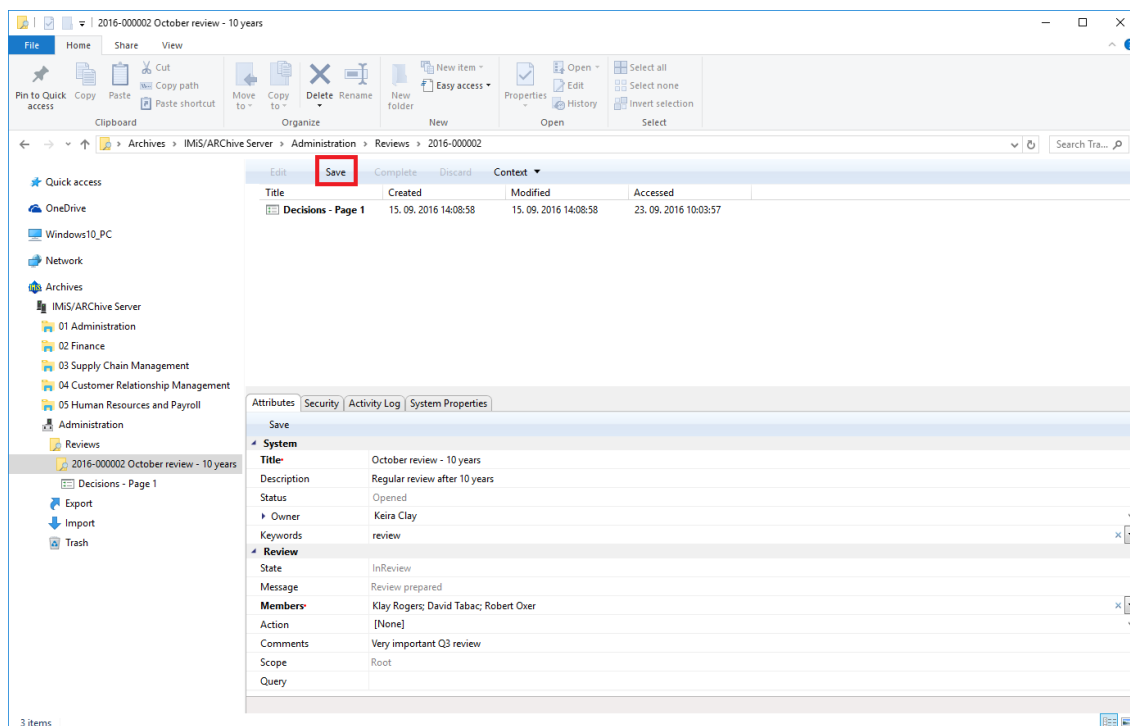 2016-000002 October review - 10 years
File Home Share View
Pin to Quick access
Copy
Paste
Cut
Copy path
Paste shortcut
Clipboard
Move to
Copy to
Delete
Rename
Organize
New folder
New item
Easy access
New
Properties
Open
Edit
History
Open
Select all
Select none
Invert selection
Select
Archives > IMiS/ARChive Server > Administration > Reviews > 2016-000002
Search Tra...
Quick access
OneDrive
Windows10_PC
Network
Archives
IMiS/ARChive Server
01 Administration
02 Finance
03 Supply Chain Management
04 Customer Relationship Management
05 Human Resources and Payroll
Administration
Reviews
2016-000002 October review - 10 years
Decisions - Page 1
Export
Import
Trash
Edit Save Complete Discard Context
Title Created Modified Accessed
Decisions - Page 1 15. 09. 2016 14:08:58 15. 09. 2016 14:08:58 23. 09. 2016 10:03:57
Attributes Security Activity Log System Properties
Save
System
Title• October review - 10 years
Description Regular review after 10 years
Status Opened
Owner Keira Clay
Keywords review
Review
State InReview
Message Review prepared
Members• Klay Rogers; David Tabac; Robert Oxer
Action [None]
Comments Very important Q3 review
Scope Root
Query
3 items